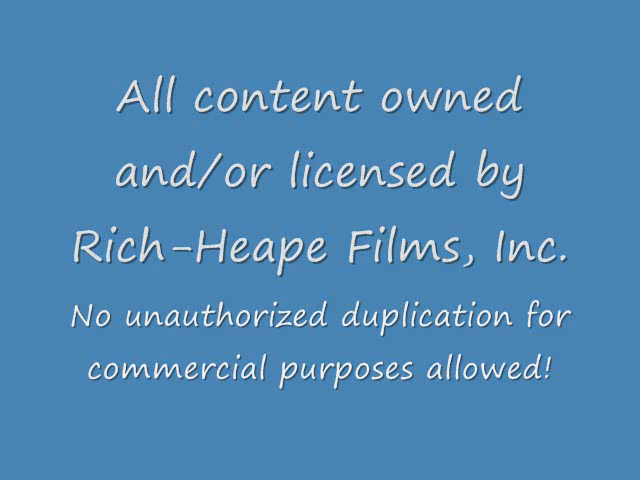 All content owned
and/or licensed by
Rich-Heape Films, Inc.
No unauthorized duplication for
commercial purposes allowed!